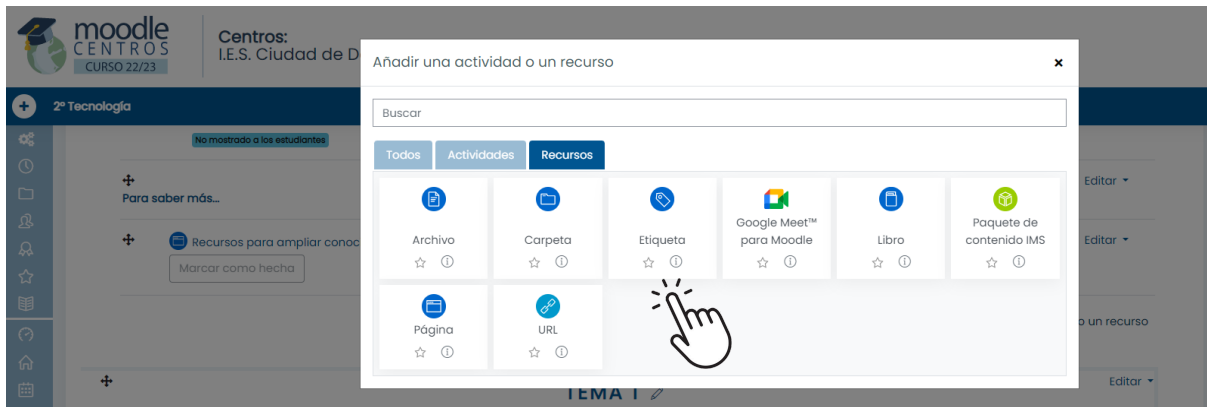 moodle
CENTROS
CURSO 22/23
Centros:
I.E.S. Ciudad de D
2º Tecnología
No mostrado a los estudiantes
Para saber más...
Editar
Recursos para ampliar conoc
Editar
Marcar como hecha
o un recurso
TEMA 1
Editar
Añadir una actividad o un recurso
Buscar
Todos
Actividades
Recursos
Archivo
Carpeta
Etiqueta
Google Meet™
para Moodle
Libro
Paquete de
contenido IMS
Página
URL